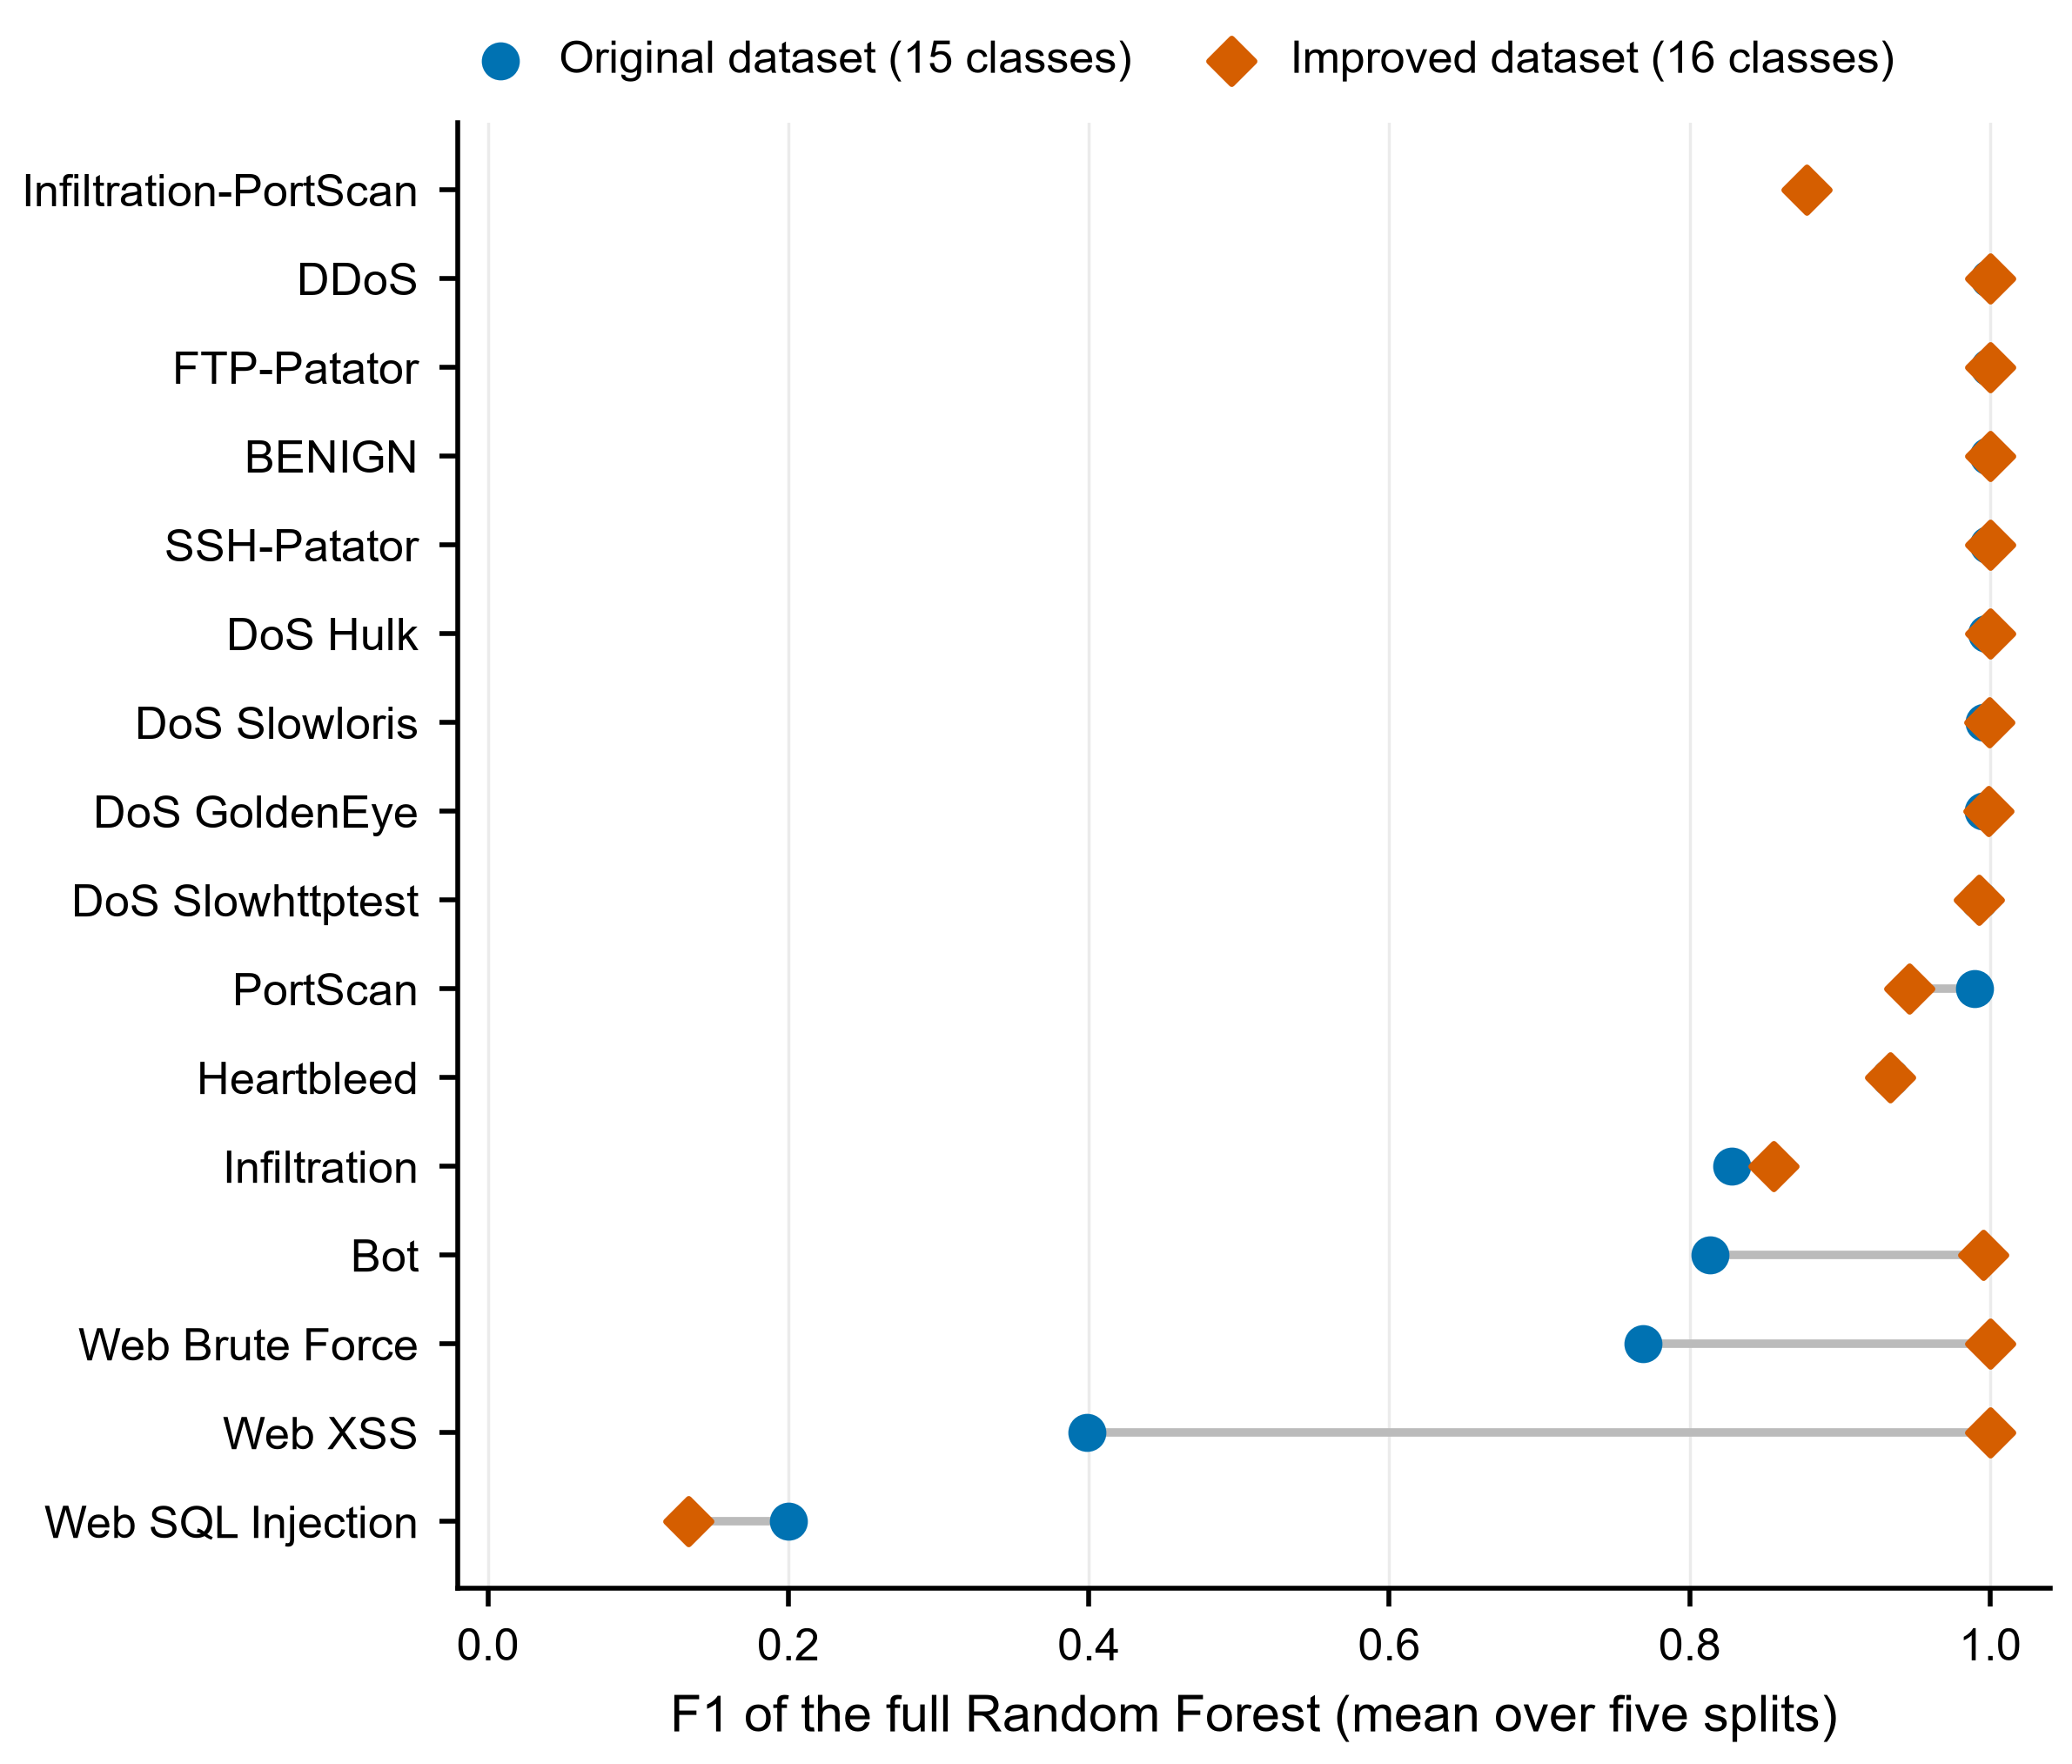 Original dataset (15 classes)
Improved dataset (16 classes)
Infiltration-PortScan
DDoS
FTP-Patator
BENIGN
SSH-Patator
DoS Hulk
DoS Slowloris
DoS GoldenEye
DoS Slowhttptest
PortScan
Heartbleed
Infiltration
Bot
Web Brute Force
Web XSS
Web SQL Injection
0.0 0.2 0.4 0.6 0.8 1.0
F1 of the full Random Forest (mean over five splits)